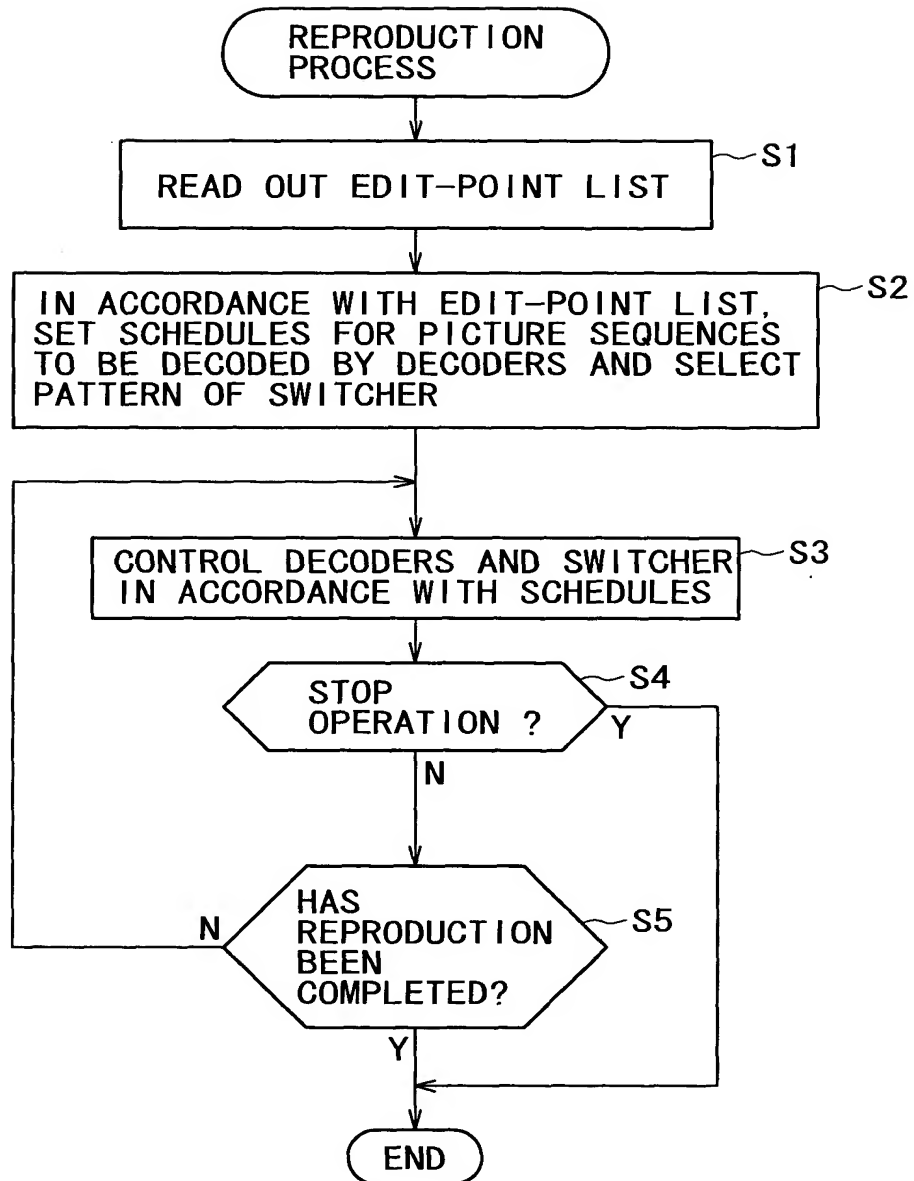 REPRODUCTION
PROCESS
S1
READ OUT EDIT-POINT LIST
S2
IN ACCORDANCE WITH EDIT-POINT LIST,
SET SCHEDULES FOR PICTURE SEQUENCES
TO BE DECODED BY DECODERS AND SELECT
PATTERN OF SWITCHER
S3
CONTROL DECODERS AND SWITCHER
IN ACCORDANCE WITH SCHEDULES
S4
STOP
OPERATION ?
Y
N
S5
HAS
REPRODUCTION
BEEN
COMPLETED?
N
Y
END